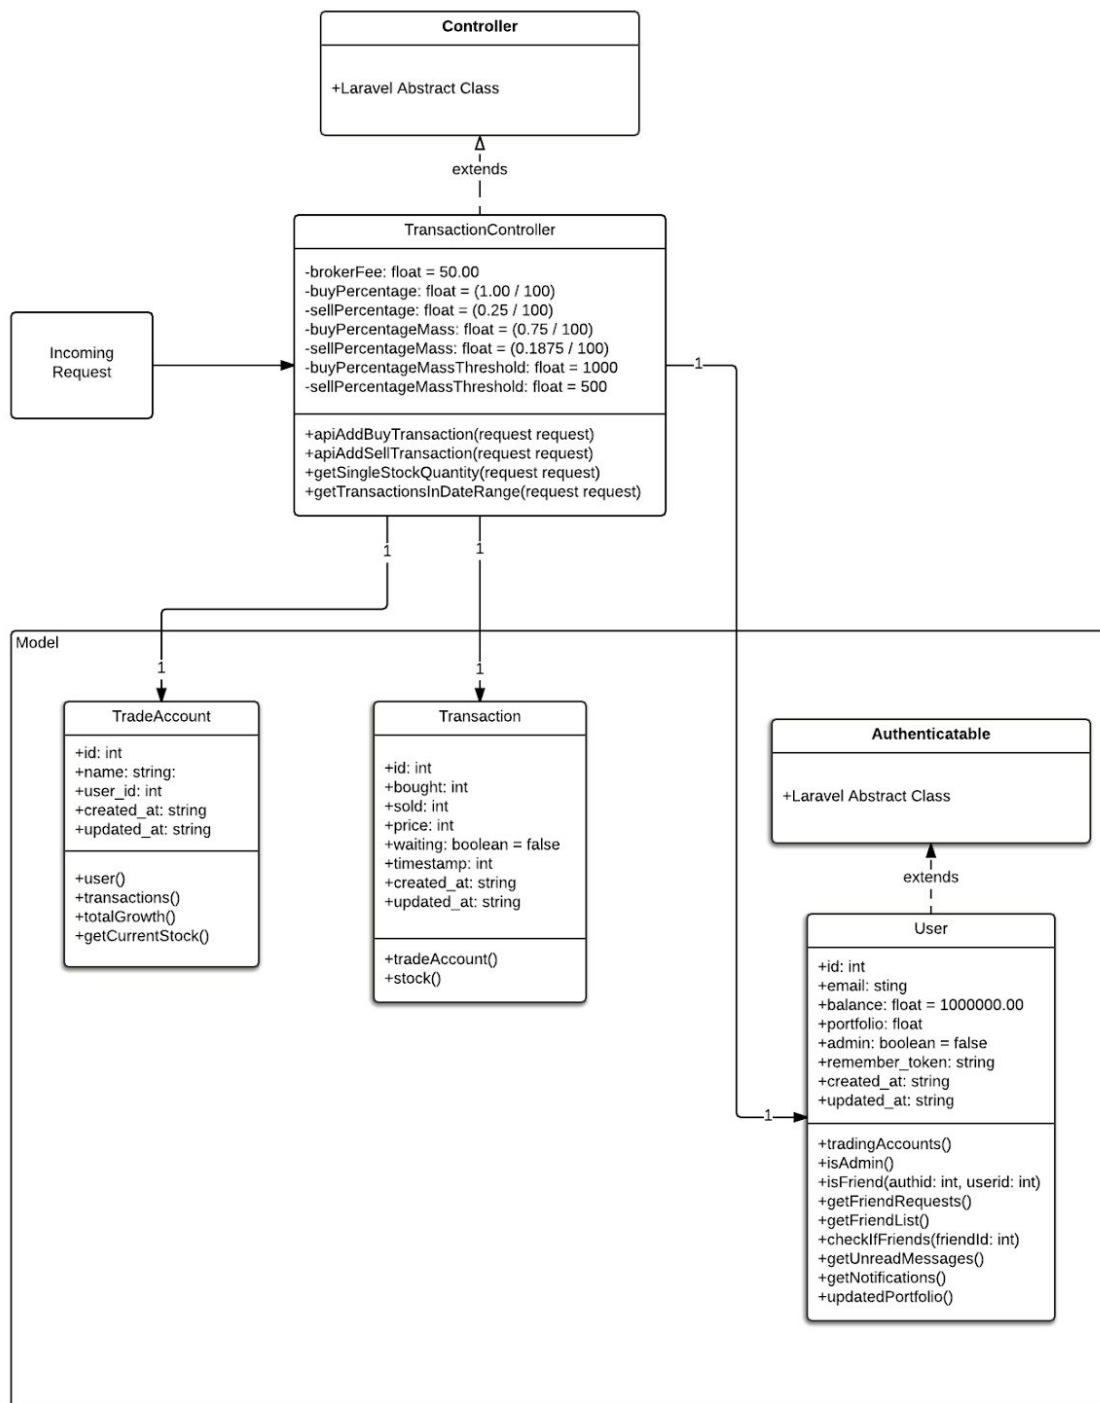 Controller
+Laravel Abstract Class
extends
TransactionController
-brokerFee: float = 50.00
-buyPercentage: float = (1.00 / 100)
-sellPercentage: float = (0.25 / 100)
-buyPercentageMass: float = (0.75 / 100)
-sellPercentageMass: float = (0.1875 / 100)
-buyPercentageMassThreshold: float = 1000
-sellPercentageMassThreshold: float = 500
+apiAddBuyTransaction(request request)
+apiAddSellTransaction(request request)
+getSingleStockQuantity(request request)
+getTransactionsInDateRange(request request)
Incoming
Request
1
1
1
Model
1
1
TradeAccount
+id: int
+name: string:
+user_id: int
+created_at: string
+updated_at: string
+user()
+transactions()
+totalGrowth()
+getCurrentStock()
Transaction
+id: int
+bought: int
+sold: int
+price: int
+waiting: boolean = false
+timestamp: int
+created_at: string
+updated_at: string
+tradeAccount()
+stock()
Authenticatable
+Laravel Abstract Class
extends
1
User
+id: int
+email: sting
+balance: float = 1000000.00
+portfolio: float
+admin: boolean = false
+remember_token: string
+created_at: string
+updated_at: string
+tradingAccounts()
+isAdmin()
+isFriend(authid: int, userid: int)
+getFriendRequests()
+getFriendList()
+checkIfFriends(friendId: int)
+getUnreadMessages()
+getNotifications()
+updatedPortfolio()